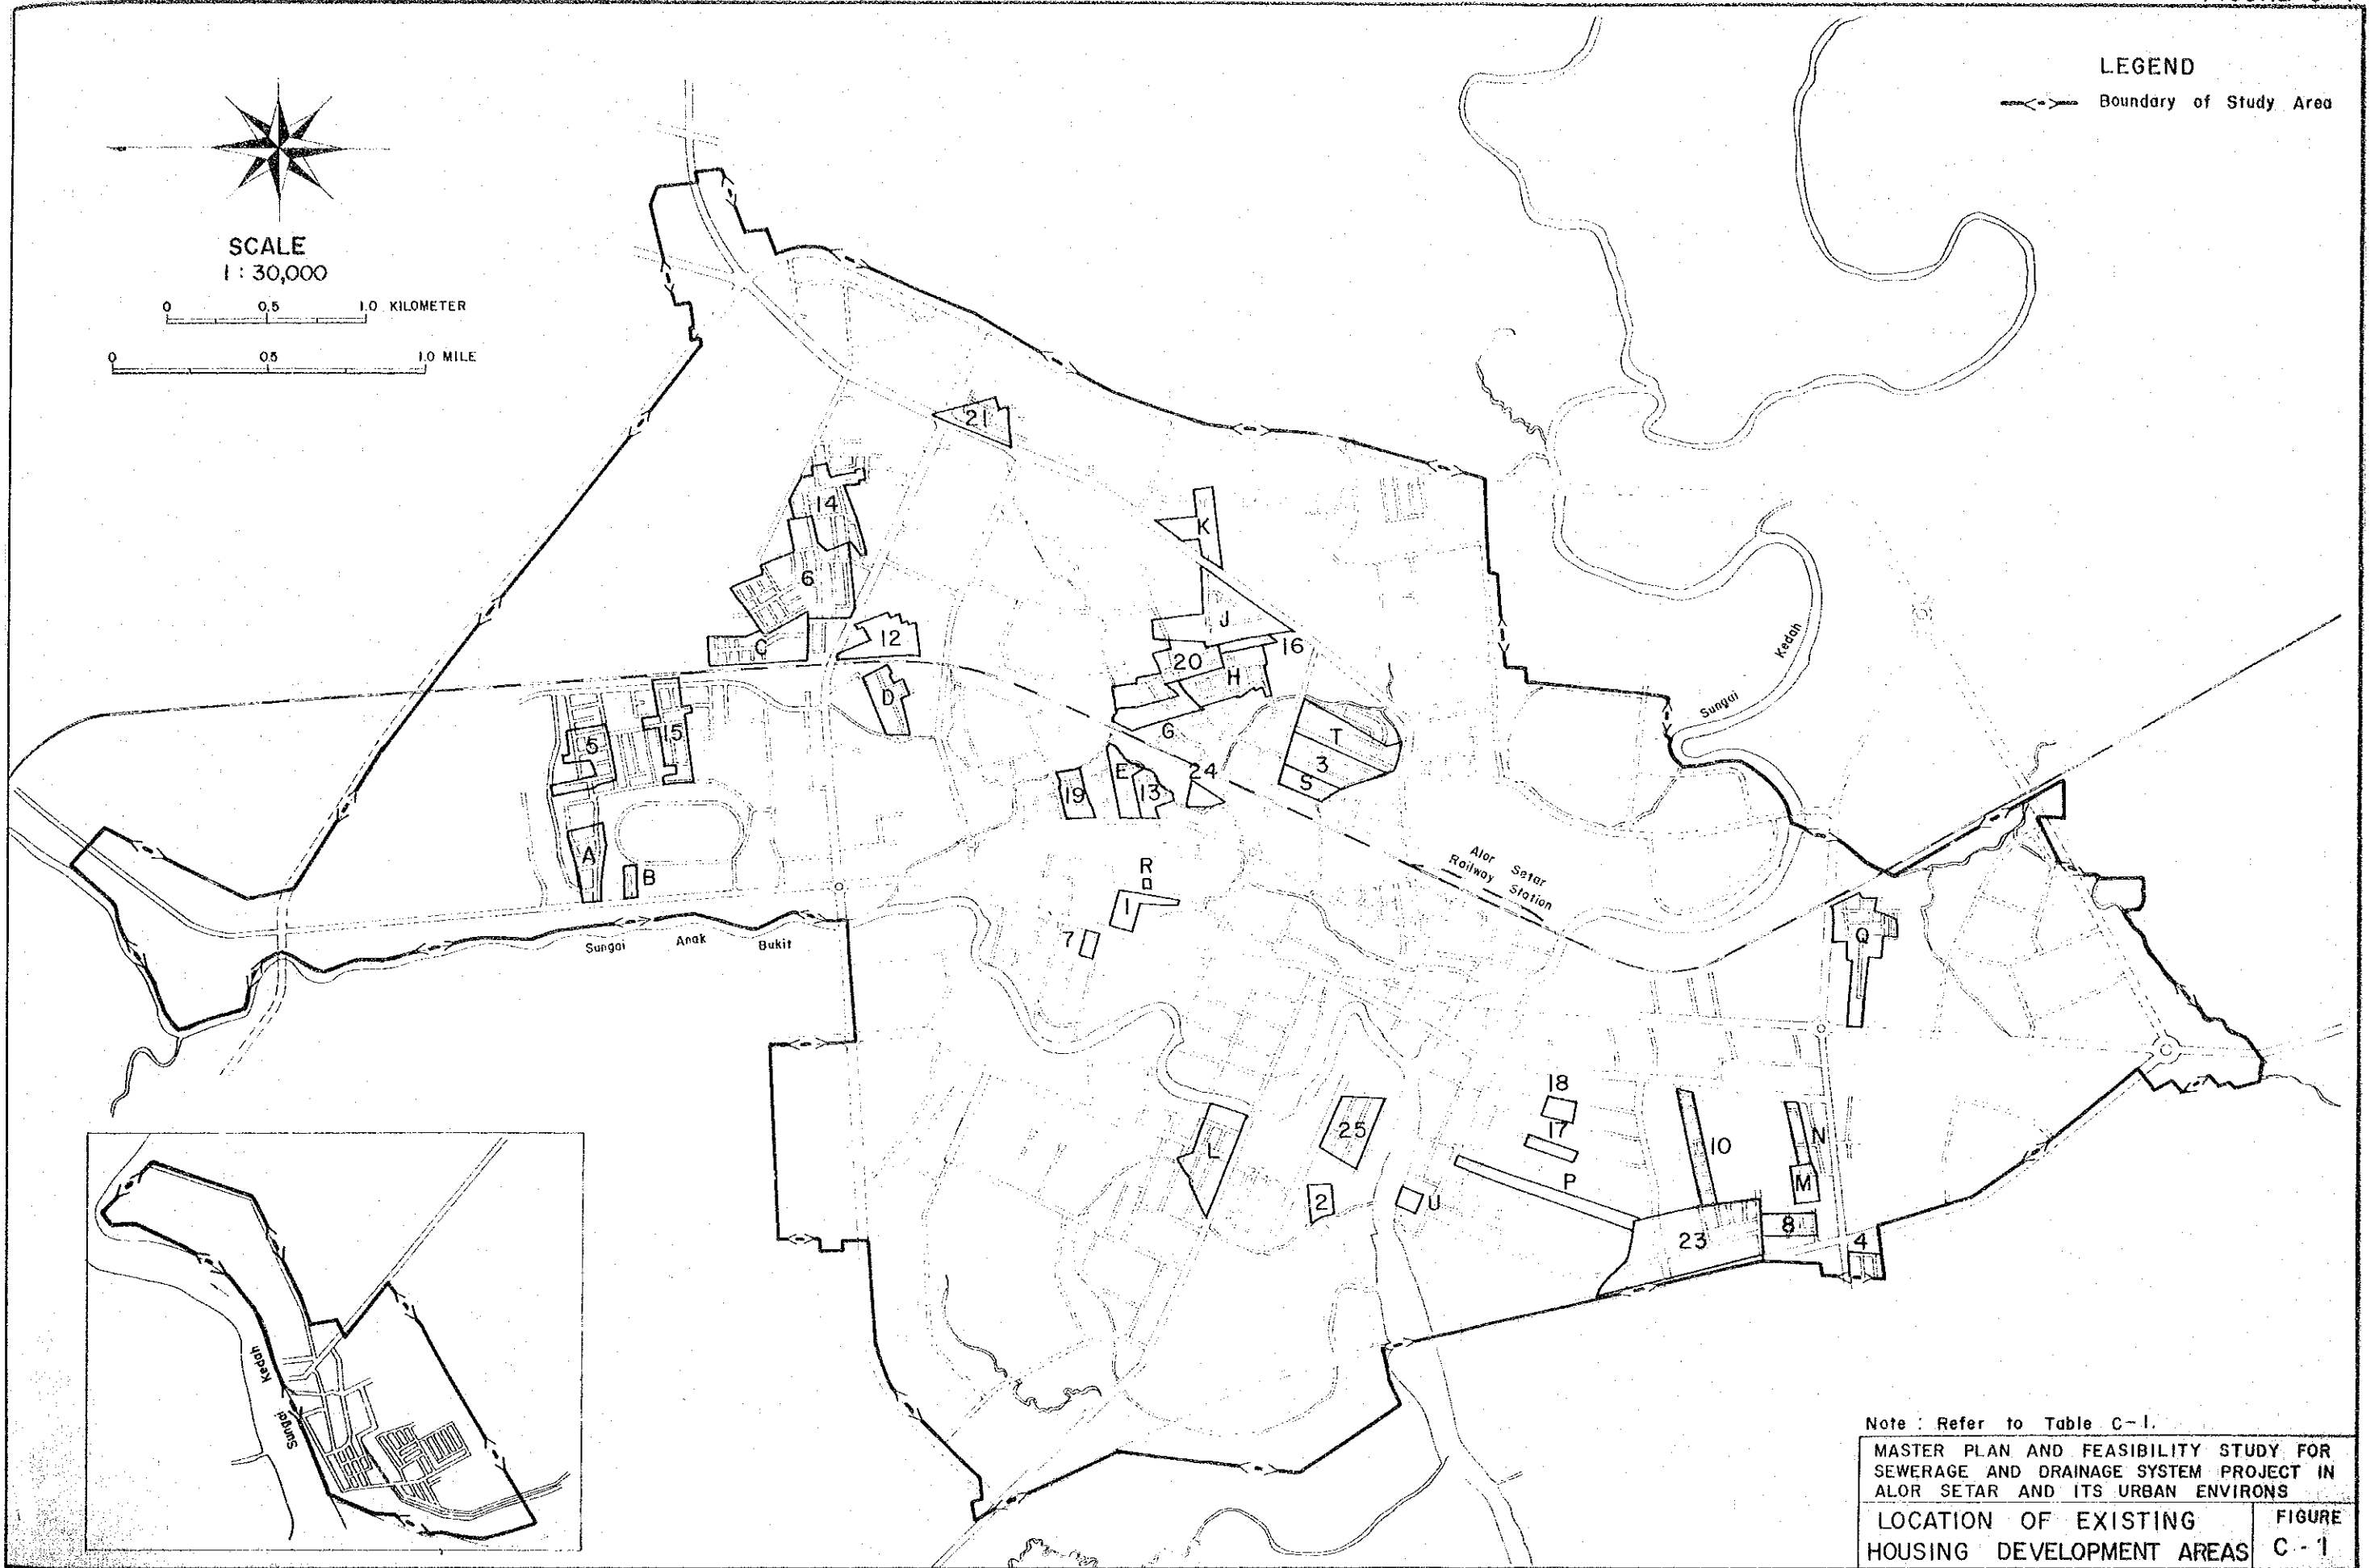 LEGEND
Boundary of Study Area
SCALE
1 : 30,000
0 0.5 1.0 KILOMETER
0 0.5 1.0 MILE
21
14
K
6
J
12
16
C
20
H
D
G
T
5
15
3
E
24
S
19
13
A
B
R
1
7
Alor Setar
Railway Station
Sungai Kedah
Sungai Anak Bukit
Q
18
25
17
10
N
L
P
M
2
U
8
23
4
Sungai Kedah
Note : Refer to Table C-1.
MASTER PLAN AND FEASIBILITY STUDY FOR
SEWERAGE AND DRAINAGE SYSTEM PROJECT IN
ALOR SETAR AND ITS URBAN ENVIRONS
LOCATION OF EXISTING
HOUSING DEVELOPMENT AREAS
FIGURE
C - 1